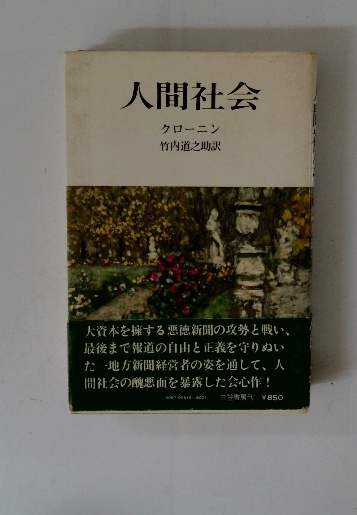 人間社会
クローニン
竹内道之助訳
大資本を擁する悪徳新聞の攻勢と戦い、
最後まで報道の自由と正義を守りぬい
た一地方新聞経営者の姿を通して、人
間社会の醜悪面を暴露した会心作！
三笠書房刊 ¥850